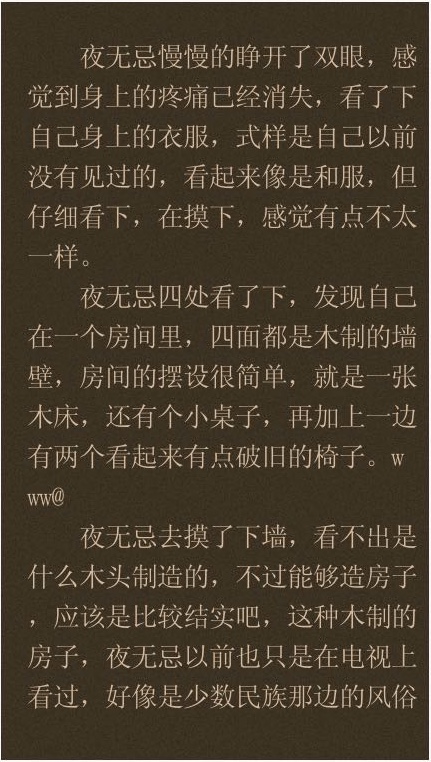 夜无忌慢慢的睁开了双眼，感
觉到身上的疼痛己经消失，看了下
自己身上的衣服，式样是自己以前
没有见过的，看起来像是和服，但
仔细看下，在摸下，感觉有点不太
一样。
夜无忌四处看了下，发现自己
在一个房间里，四面都是木制的墙
壁，房间的摆设很简单，就是一张
木床，还有个小桌子，再加上一边
有两个看起来有点破旧的椅子。w
ww@
夜无忌去摸了下墙，看不出是
什么木头制造的，不过能够造房子
，应该是比较结实吧，这种木制的
房子，夜无忌以前也只是在电视上
看过，好像是少数民族那边的风俗